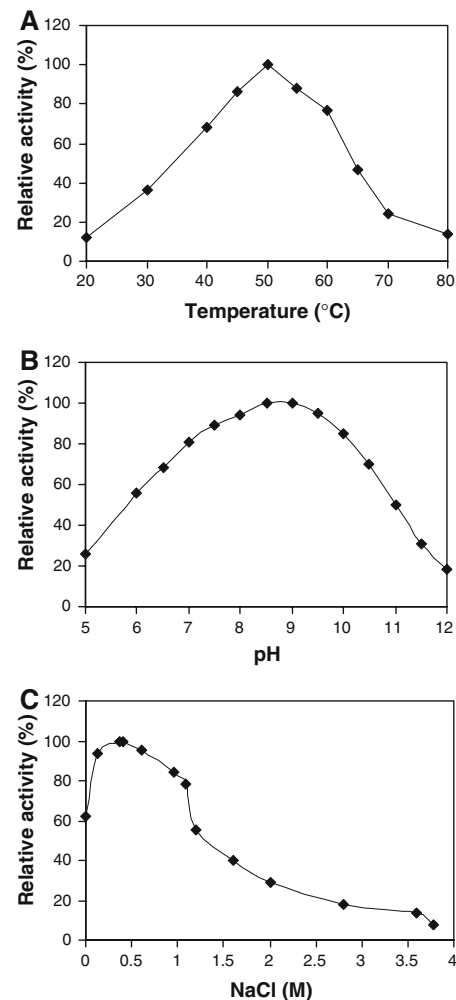 A
Relative activity (%)
120
100
80
60
40
20
0
20 30 40 50 60 70 80
Temperature (°C)
B
Relative activity (%)
120
100
80
60
40
20
0
5 6 7 8 9 10 11 12
pH
C
Relative activity (%)
120
100
80
60
40
20
0
0 0.5 1 1.5 2 2.5 3 3.5 4
NaCl (M)